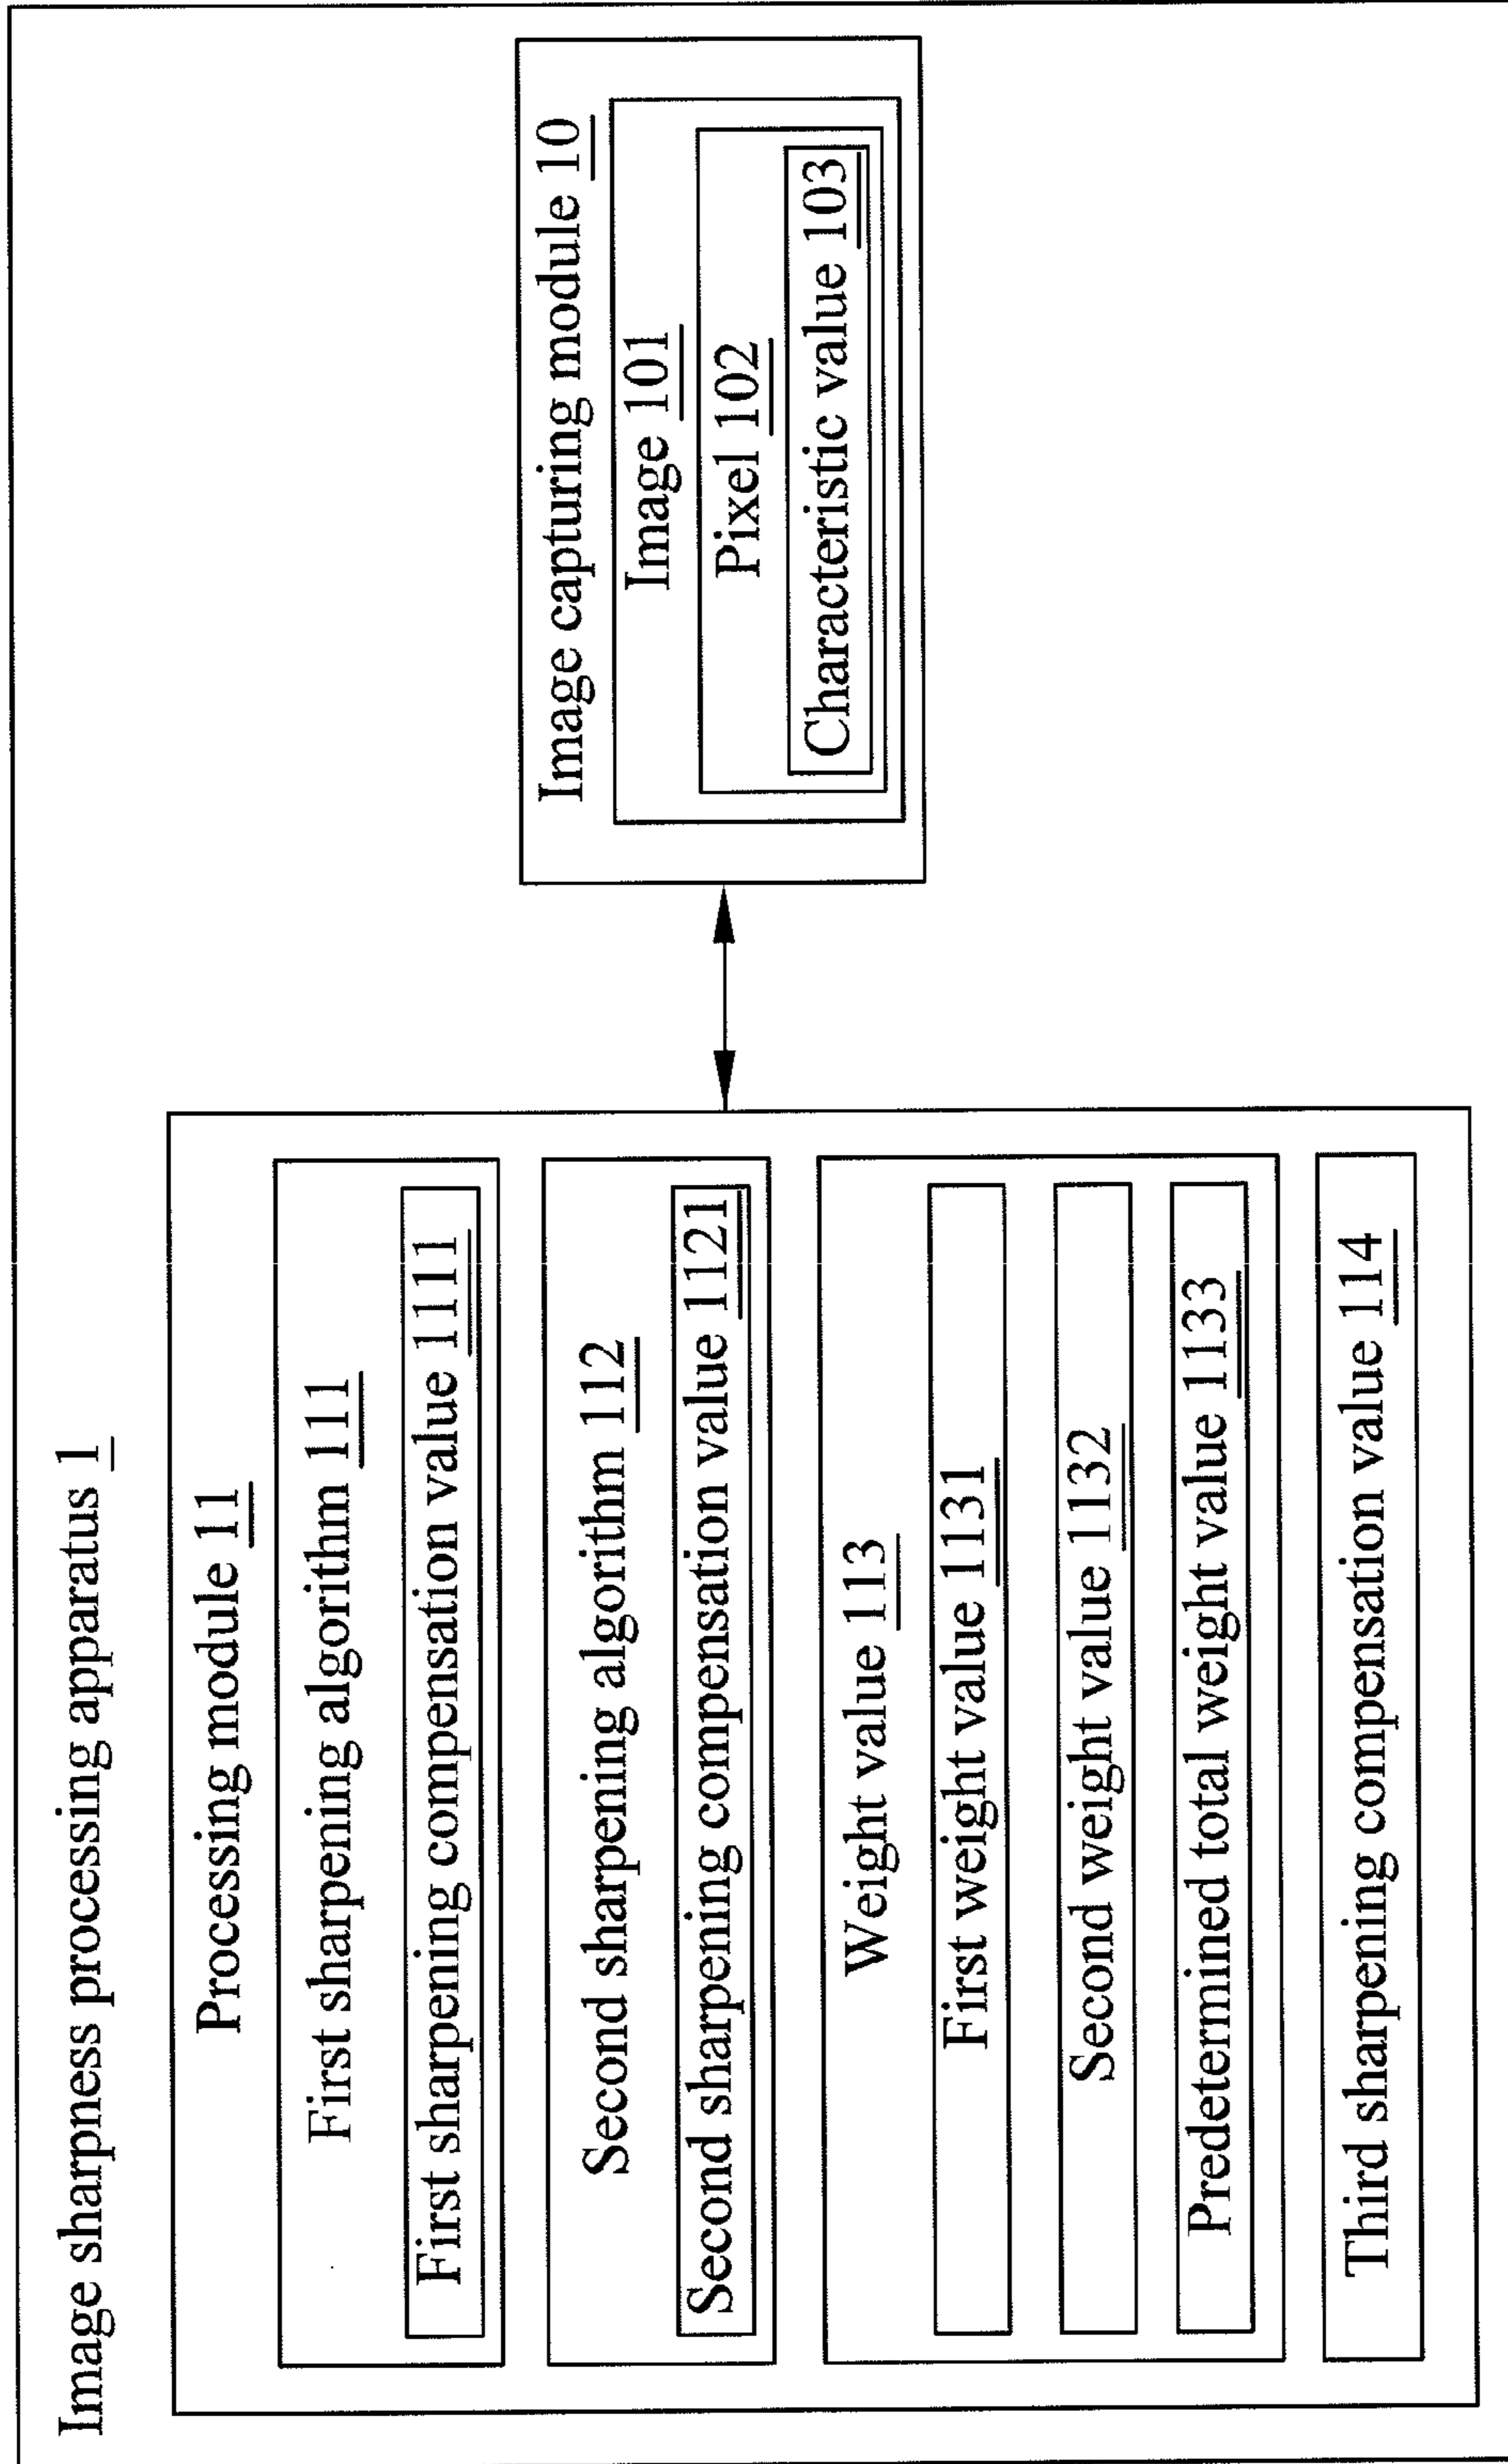 Image sharpness processing apparatus 1
Processing module 11
First sharpening algorithm 111
First sharpening compensation value 1111
Second sharpening algorithm 112
Second sharpening compensation value 1121
Weight value 113
First weight value 1131
Second weight value 1132
Predetermined total weight value 1133
Third sharpening compensation value 114
Image capturing module 10
Image 101
Pixel 102
Characteristic value 103